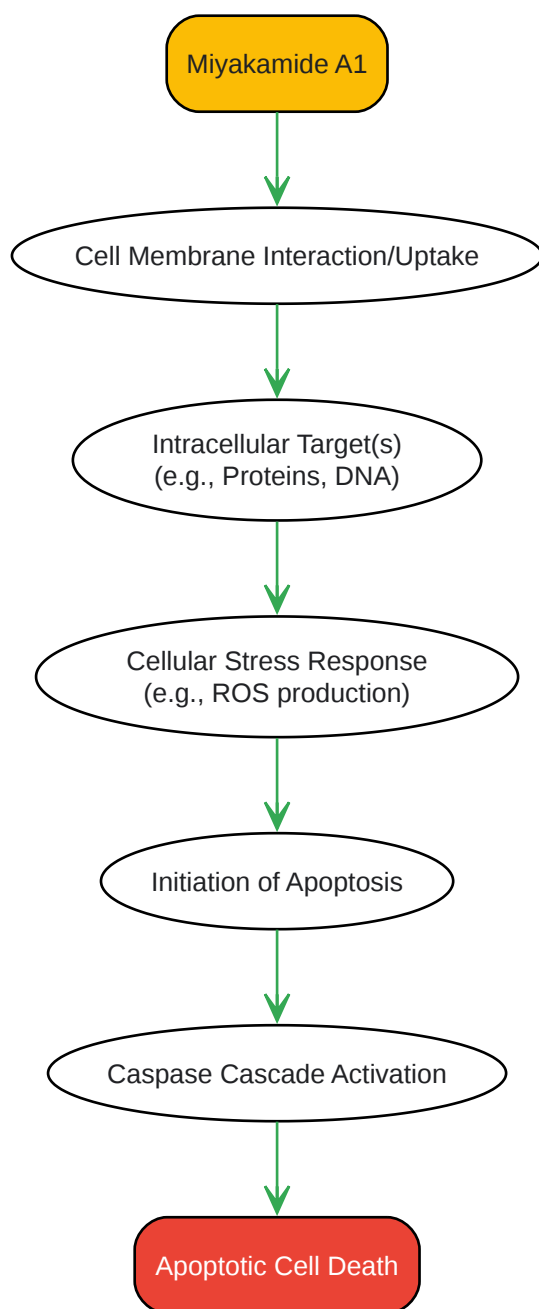 Miyakamide A1
Cell Membrane Interaction/Uptake
Intracellular Target(s)
(e.g., Proteins, DNA)
Cellular Stress Response
(e.g., ROS production)
Initiation of Apoptosis
Caspase Cascade Activation
Apoptotic Cell Death